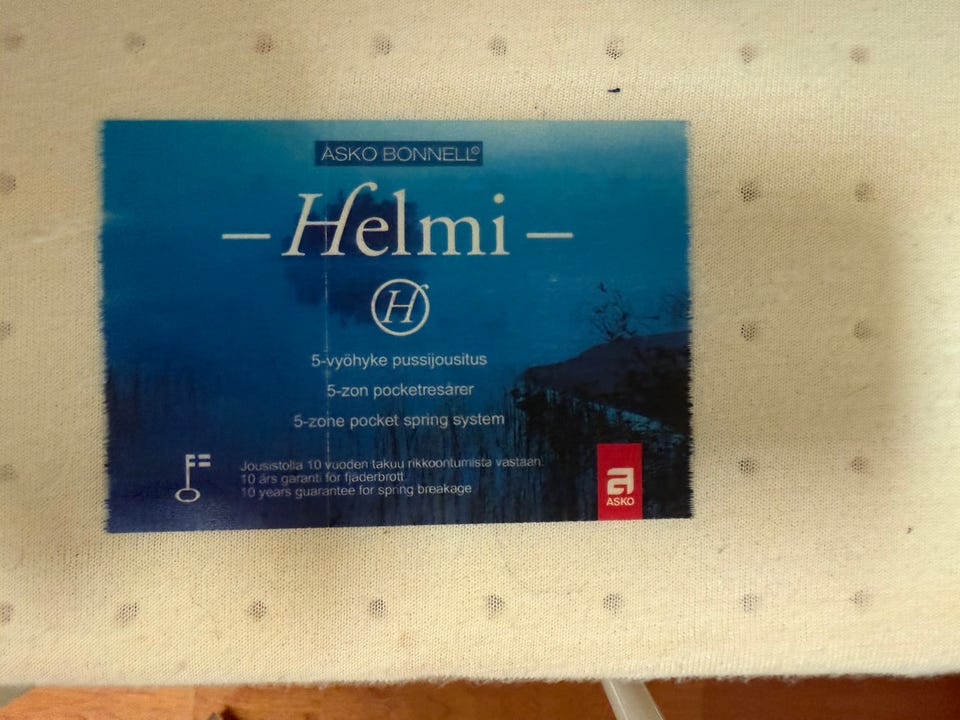 ASKO BONNELL®
– Helmi –
H
5-vyöhyke pussijousitus
5-zon pocketresårer
5-zone pocket spring system
Jousistolla 10 vuoden takuu rikkoontumista vastaan.
10 års garanti för fjäderbrott.
10 years guarantee for spring breakage
a
ASKO